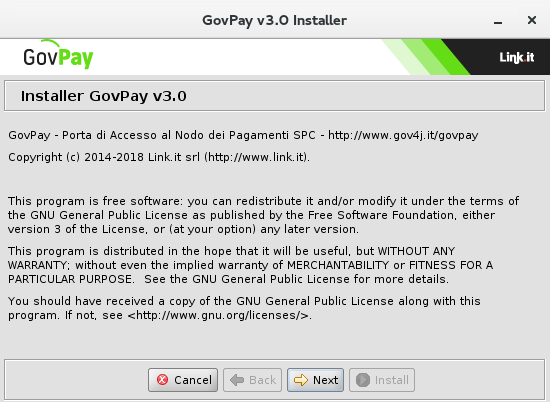 GovPay v3.0 Installer
GovPay
Link.it
Installer GovPay v3.0
GovPay - Porta di Accesso al Nodo dei Pagamenti SPC - http://www.gov4j.it/govpay
Copyright (c) 2014-2018 Link.it srl (http://www.link.it).
This program is free software: you can redistribute it and/or modify it under the terms of
the GNU General Public License as published by the Free Software Foundation, either
version 3 of the License, or (at your option) any later version.
This program is distributed in the hope that it will be useful, but WITHOUT ANY
WARRANTY; without even the implied warranty of MERCHANTABILITY or FITNESS FOR A
PARTICULAR PURPOSE.  See the GNU General Public License for more details.
You should have received a copy of the GNU General Public License along with this
program. If not, see <http://www.gnu.org/licenses/>.
Cancel Back Next Install